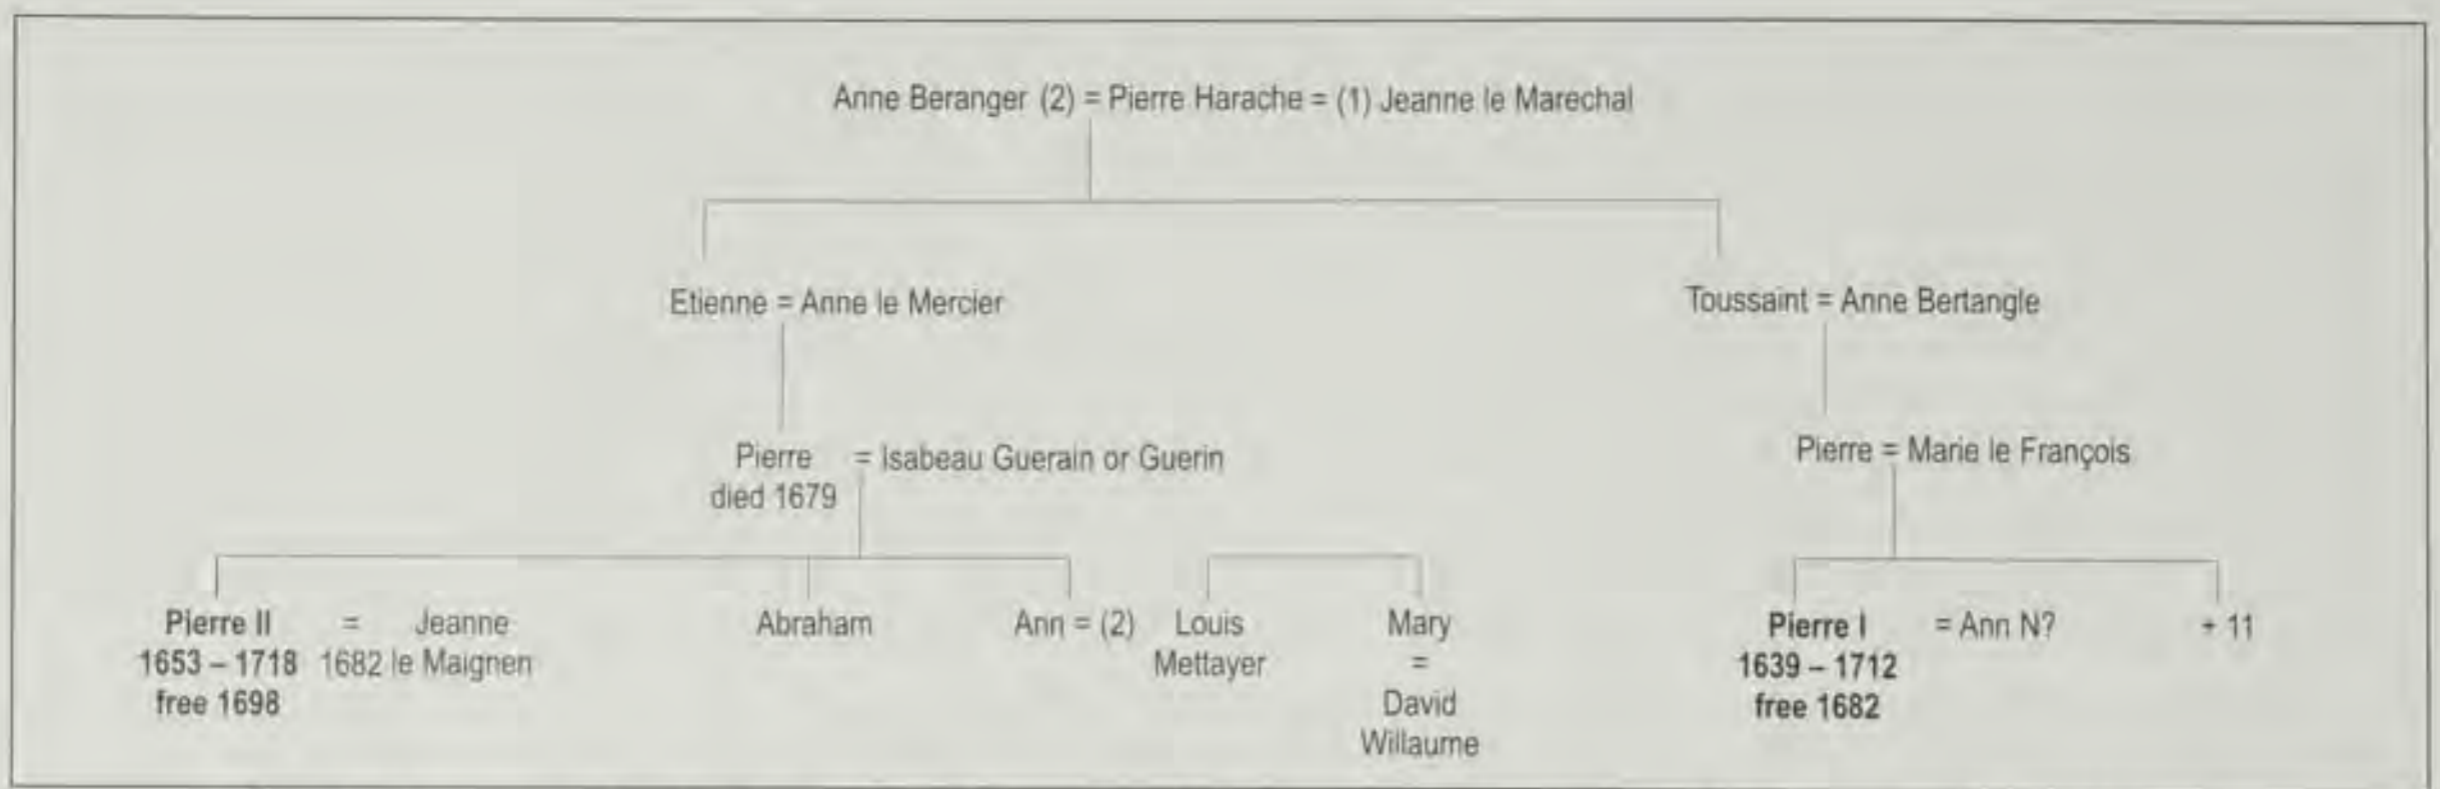 Anne Beranger (2) = Pierre Harache = (1) Jeanne le Marechal
Etienne = Anne le Mercier
Toussaint = Anne Bertangle
Pierre = Isabeau Guerain or Guerin
died 1679
Pierre = Marie le François
Pierre II = Jeanne
1653 – 1718 1682 le Maignen
free 1698
Abraham
Ann = (2) Louis
Mettayer
Mary
=
David
Willaume
Pierre I = Ann N?
1639 – 1712
free 1682
+ 11